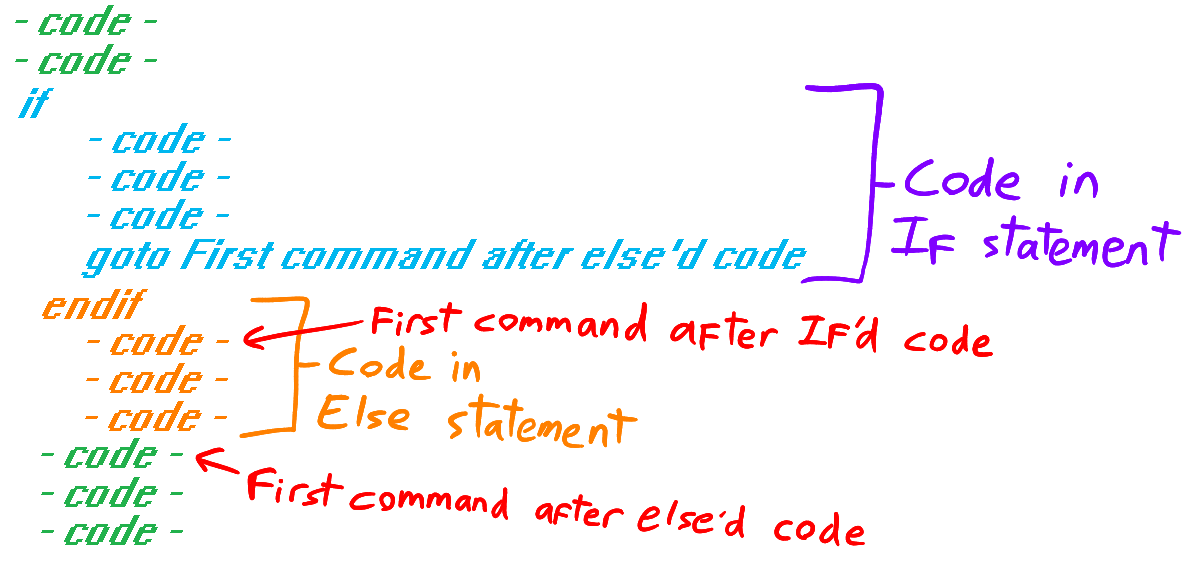 - code -
- code -
if
- code -
- code -
- code -
goto First command after else'd code
Code in
IF statement
endif
- code -
- code -
- code -
First command after IF'd code
Code in
Else statement
- code -
- code -
- code -
First command after else'd code